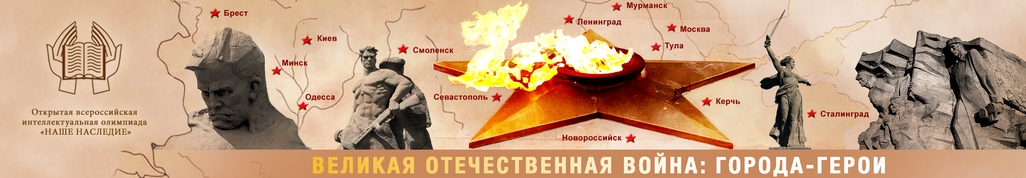 Брест
Киев
Минск
Одесса
Смоленск
Севастополь
Ленинград
Мурманск
Москва
Тула
Керчь
Новороссийск
Сталинград
Открытая всероссийская
интеллектуальная олимпиада
«НАШЕ НАСЛЕДИЕ»
ВЕЛИКАЯ ОТЕЧЕСТВЕННАЯ ВОЙНА: ГОРОДА-ГЕРОИ